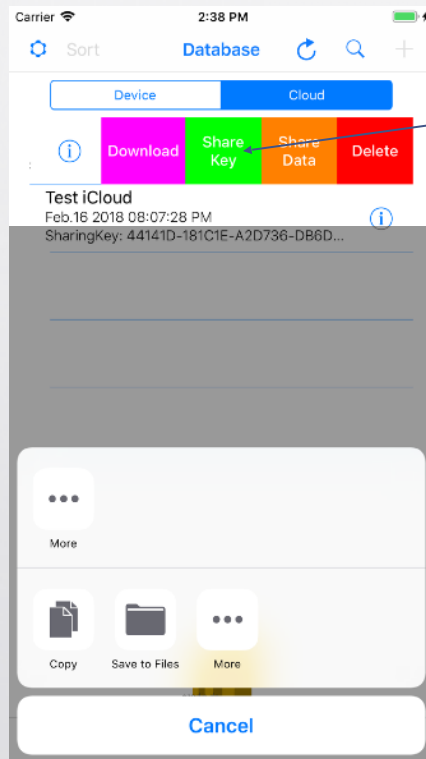 Carrier 2:38 PM
Sort Database
Device Cloud
Download Share Key Share Data Delete
Test iCloud
Feb.16 2018 08:07:28 PM
SharingKey: 44141D-181C1E-A2D736-DB6D...
More
Copy Save to Files More
Cancel